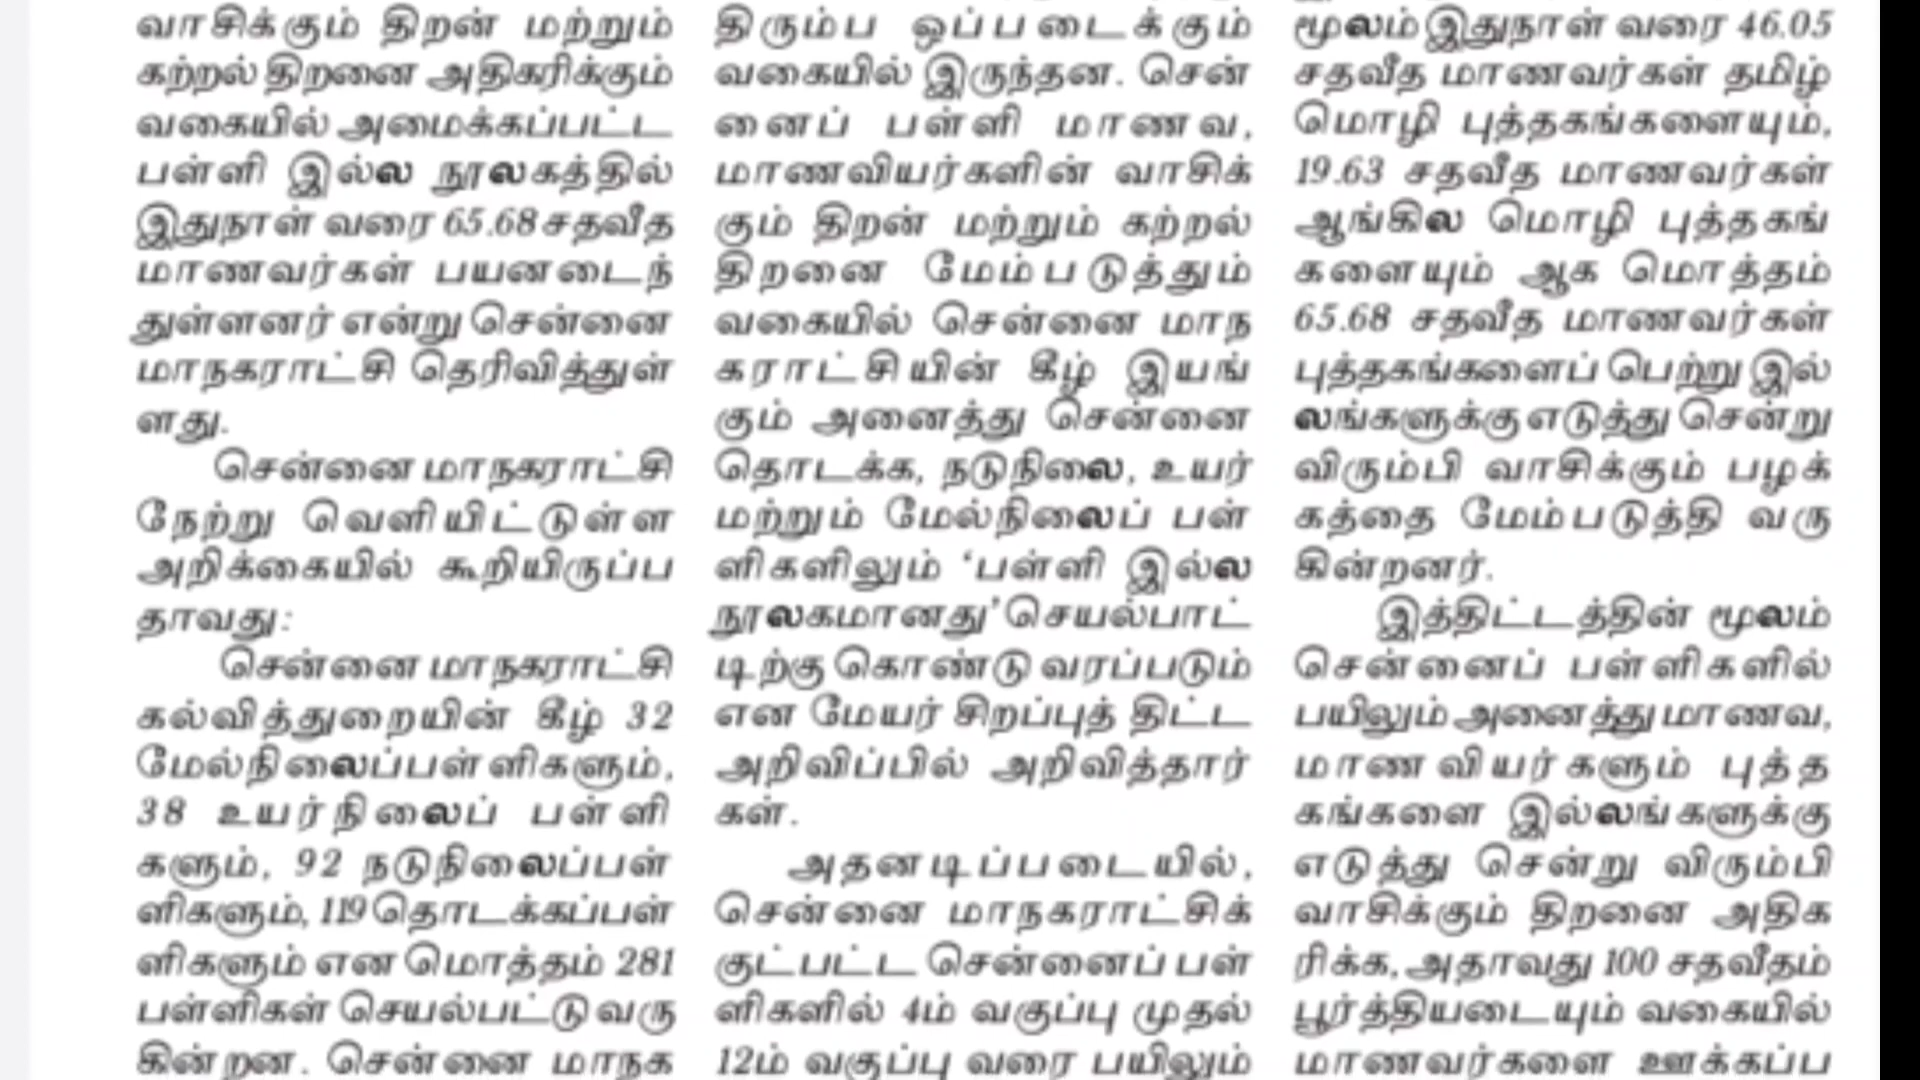 வாசிக்கும் திறன் மற்றும்
கற்றல் திறனை அதிகரிக்கும்
வகையில் அமைக்கப்பட்ட
பள்ளி இல்ல நூலகத்தில்
இதுநாள் வரை 65.68 சதவீத
மாணவர்கள் பயனடைந்
துள்ளனர் என்று சென்னை
மாநகராட்சி தெரிவித்துள்
ளது.
சென்னை மாநகராட்சி
நேற்று வெளியிட்டுள்ள
அறிக்கையில் கூறியிருப்ப
தாவது:
சென்னை மாநகராட்சி
கல்வித்துறையின் கீழ் 32
மேல்நிலைப்பள்ளிகளும்,
38 உயர்நிலைப் பள்ளி
களும், 92 நடுநிலைப்பள்
ளிகளும், 119 தொடக்கப்பள்
ளிகளும் என மொத்தம் 281
பள்ளிகள் செயல்பட்டு வரு
கின்றன. சென்னை மாநக
திரும்ப ஒப்படைக்கும்
வகையில் இருந்தன. சென்
னைப் பள்ளி மாணவ,
மாணவியர்களின் வாசிக்
கும் திறன் மற்றும் கற்றல்
திறனை மேம்படுத்தும்
வகையில் சென்னை மாந
கராட்சியின் கீழ் இயங்
கும் அனைத்து சென்னை
தொடக்க, நடுநிலை, உயர்
மற்றும் மேல்நிலைப் பள்
ளிகளிலும் ‘பள்ளி இல்ல
நூலகமானது’ செயல்பாட்
டிற்கு கொண்டு வரப்படும்
என மேயர் சிறப்புத் திட்ட
அறிவிப்பில் அறிவித்தார்
கள்.
அதனடிப்படையில்,
சென்னை மாநகராட்சிக்
குட்பட்ட சென்னைப் பள்
ளிகளில் 4ம் வகுப்பு முதல்
12ம் வகுப்பு வரை பயிலும்
மூலம் இதுநாள் வரை 46.05
சதவீத மாணவர்கள் தமிழ்
மொழி புத்தகங்களையும்,
19.63 சதவீத மாணவர்கள்
ஆங்கில மொழி புத்தகங்
களையும் ஆக மொத்தம்
65.68 சதவீத மாணவர்கள்
புத்தகங்களைப் பெற்று இல்
லங்களுக்கு எடுத்து சென்று
விரும்பி வாசிக்கும் பழக்
கத்தை மேம்படுத்தி வரு
கின்றனர்.
இத்திட்டத்தின் மூலம்
சென்னைப் பள்ளிகளில்
பயிலும் அனைத்து மாணவ,
மாணவியர்களும் புத்த
கங்களை இல்லங்களுக்கு
எடுத்து சென்று விரும்பி
வாசிக்கும் திறனை அதிக
ரிக்க, அதாவது 100 சதவீதம்
பூர்த்தியடையும் வகையில்
மாணவர்களை ஊக்கப்ப